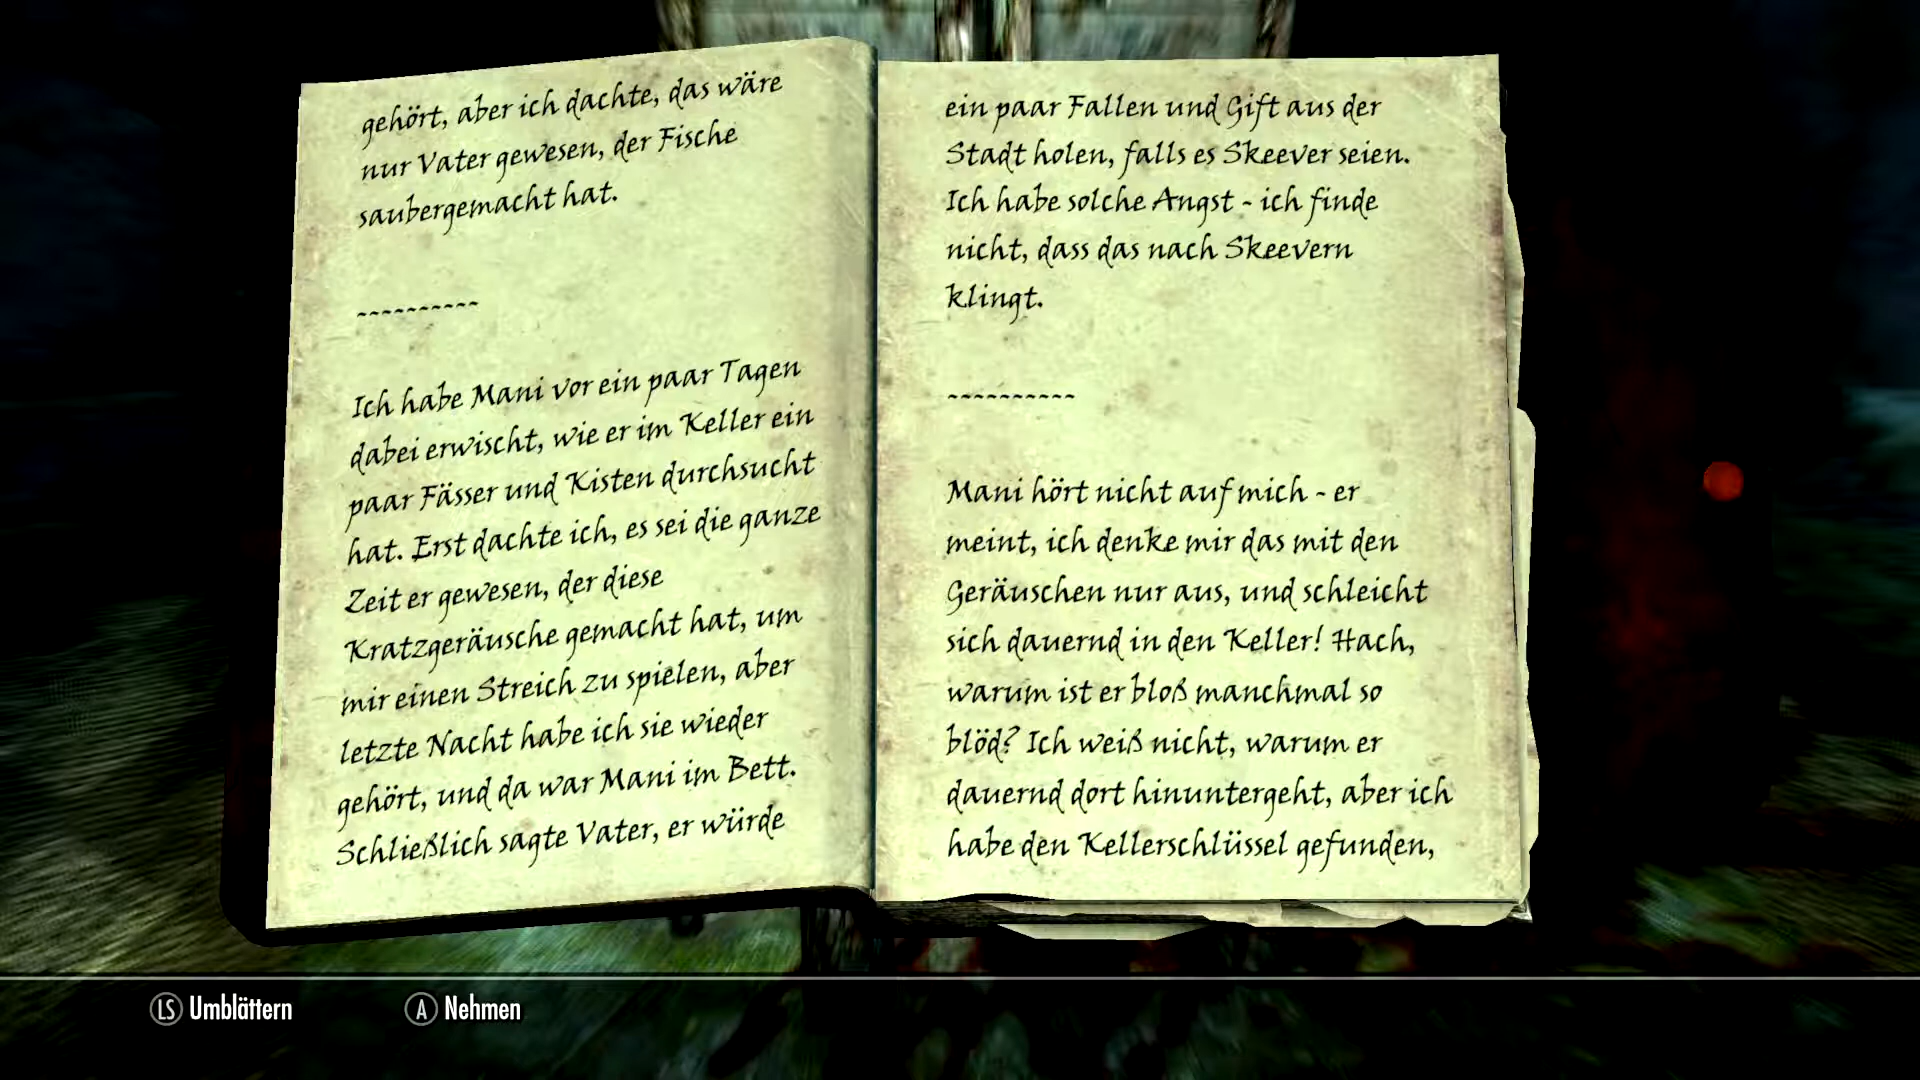 gehört, aber ich dachte, das wäre
nur Vater gewesen, der Fische
saubergemacht hat.
~~~~~~~~~~
Ich habe Mani vor ein paar Tagen
dabei erwischt, wie er im Keller ein
paar Fässer und Kisten durchsucht
hat. Erst dachte ich, es sei die ganze
Zeit er gewesen, der diese
Kratzgeräusche gemacht hat, um
mir einen Streich zu spielen, aber
letzte Nacht habe ich sie wieder
gehört, und da war Mani im Bett.
Schließlich sagte Vater, er würde
ein paar Fallen und Gift aus der
Stadt holen, falls es Skeever seien.
Ich habe solche Angst - ich finde
nicht, dass das nach Skeevern
klingt.
~~~~~~~~~~
Mani hört nicht auf mich - er
meint, ich denke mir das mit den
Geräuschen nur aus, und schleicht
sich dauernd in den Keller! Hach,
warum ist er bloß manchmal so
blöd? Ich weiß nicht, warum er
dauernd dort hinuntergeht, aber ich
habe den Kellerschlüssel gefunden,
LS Umblättern
A Nehmen